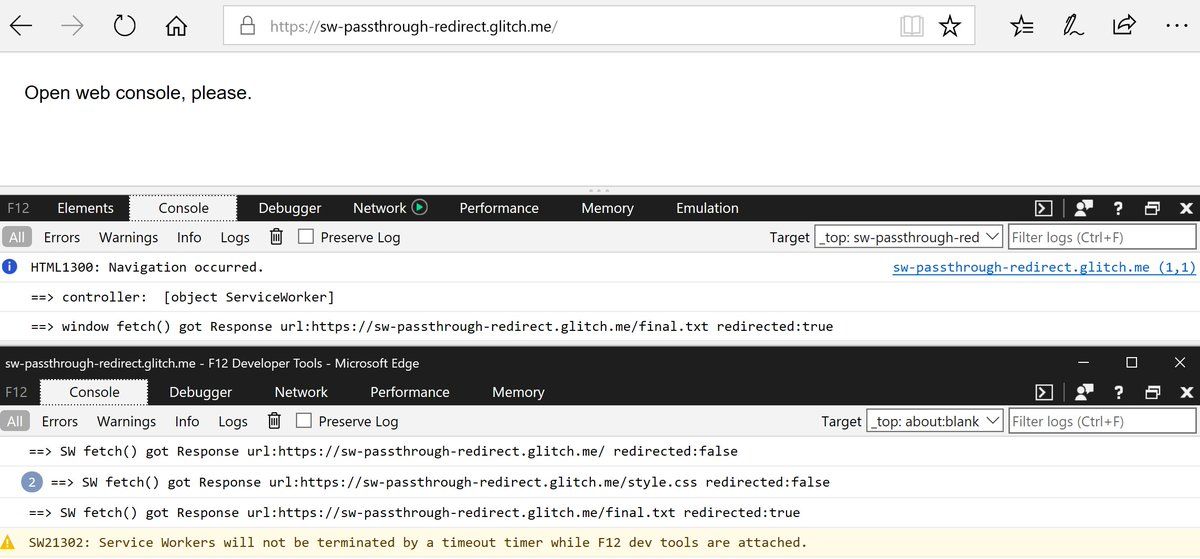 https://sw-passthrough-redirect.glitch.me/
Open web console, please.
F12 Elements Console Debugger Network Performance Memory Emulation ?
All Errors Warnings Info Logs Preserve Log Target _top: sw-passthrough-red Filter logs (Ctrl+F)
HTML1300: Navigation occurred. sw-passthrough-redirect.glitch.me (1,1)
==> controller: [object ServiceWorker]
==> window fetch() got Response url:https://sw-passthrough-redirect.glitch.me/final.txt redirected:true
sw-passthrough-redirect.glitch.me - F12 Developer Tools - Microsoft Edge
F12 Console Debugger Network Performance Memory ?
All Errors Warnings Info Logs Preserve Log Target _top: about:blank Filter logs (Ctrl+F)
==> SW fetch() got Response url:https://sw-passthrough-redirect.glitch.me/ redirected:false
2 ==> SW fetch() got Response url:https://sw-passthrough-redirect.glitch.me/style.css redirected:false
==> SW fetch() got Response url:https://sw-passthrough-redirect.glitch.me/final.txt redirected:true
SW21302: Service Workers will not be terminated by a timeout timer while F12 dev tools are attached.